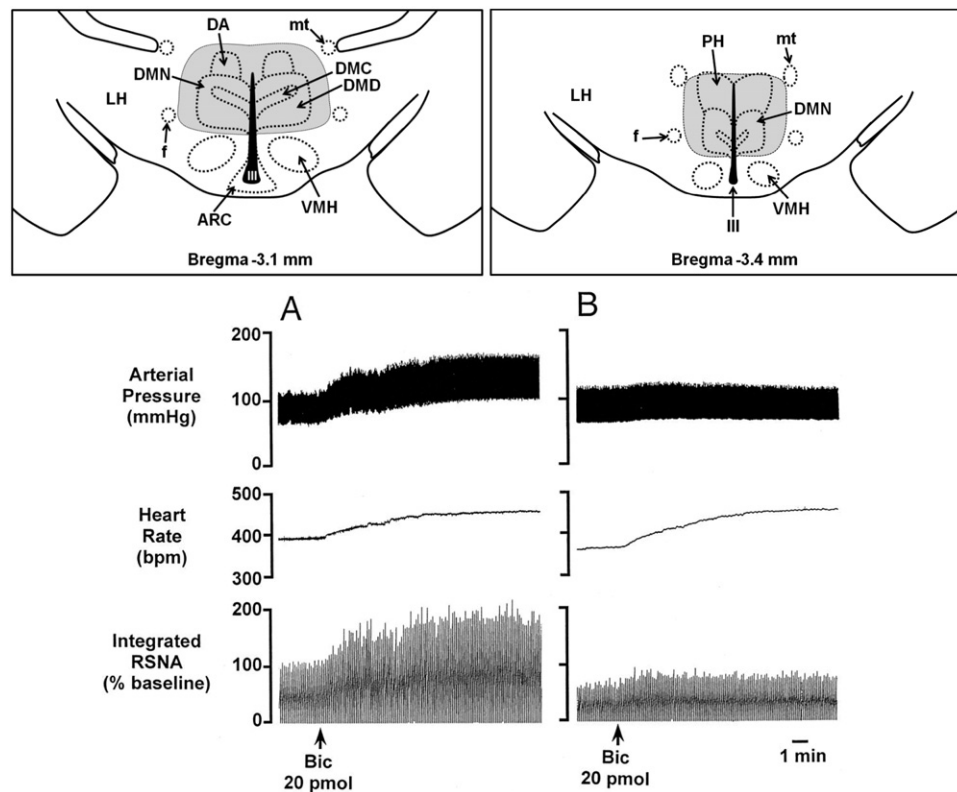 DA
mt
DMN
DMC
DMD
LH
f
ARC
VMH
Bregma -3.1 mm
PH
mt
LH
DMN
f
III
VMH
Bregma -3.4 mm
A
B
Arterial
Pressure
(mmHg)
200
100
0
Heart
Rate
(bpm)
500
400
300
Integrated
RSNA
(% baseline)
200
100
0
Bic
20 pmol
Bic
20 pmol
1 min